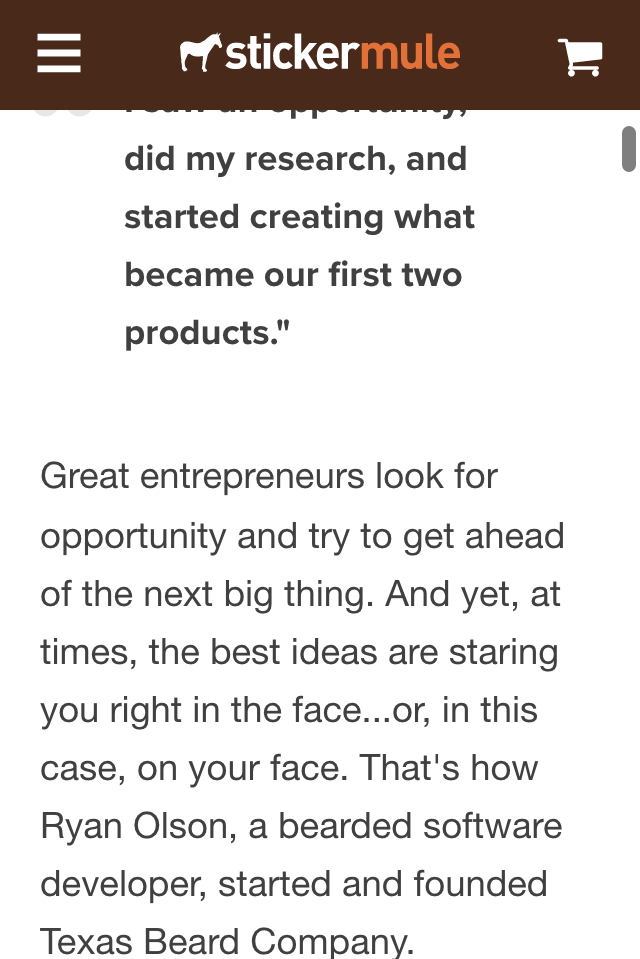 stickermule
I saw an opportunity,
did my research, and
started creating what
became our first two
products."
Great entrepreneurs look for
opportunity and try to get ahead
of the next big thing. And yet, at
times, the best ideas are staring
you right in the face...or, in this
case, on your face. That's how
Ryan Olson, a bearded software
developer, started and founded
Texas Beard Company.